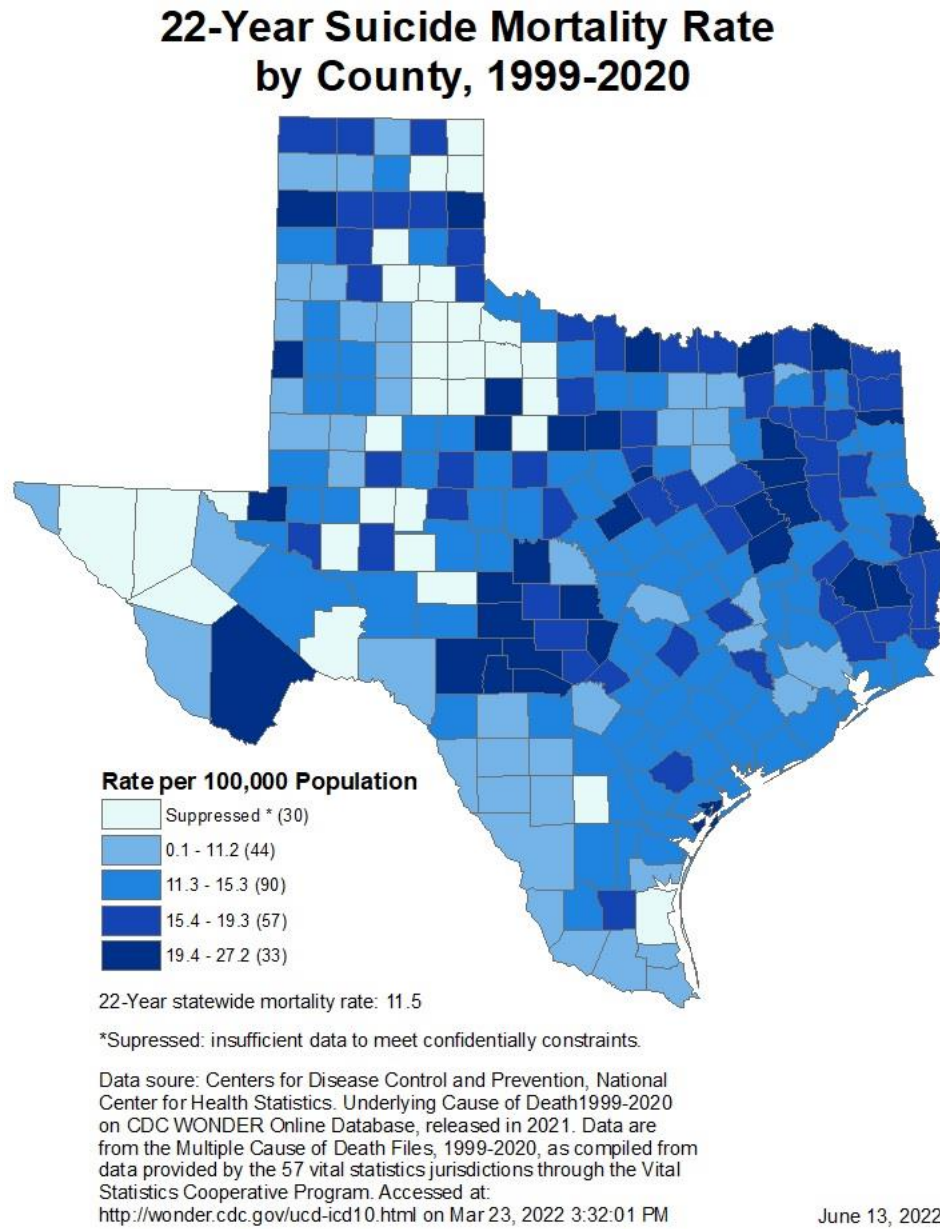 22-Year Suicide Mortality Rate
by County, 1999-2020
Rate per 100,000 Population
Suppressed * (30)
0.1 - 11.2 (44)
11.3 - 15.3 (90)
15.4 - 19.3 (57)
19.4 - 27.2 (33)
22-Year statewide mortality rate: 11.5
*Supressed: insufficient data to meet confidentially constraints.
Data soure: Centers for Disease Control and Prevention, National
Center for Health Statistics. Underlying Cause of Death1999-2020
on CDC WONDER Online Database, released in 2021. Data are
from the Multiple Cause of Death Files, 1999-2020, as compiled from
data provided by the 57 vital statistics jurisdictions through the Vital
Statistics Cooperative Program. Accessed at:
http://wonder.cdc.gov/ucd-icd10.html on Mar 23, 2022 3:32:01 PM
June 13, 2022